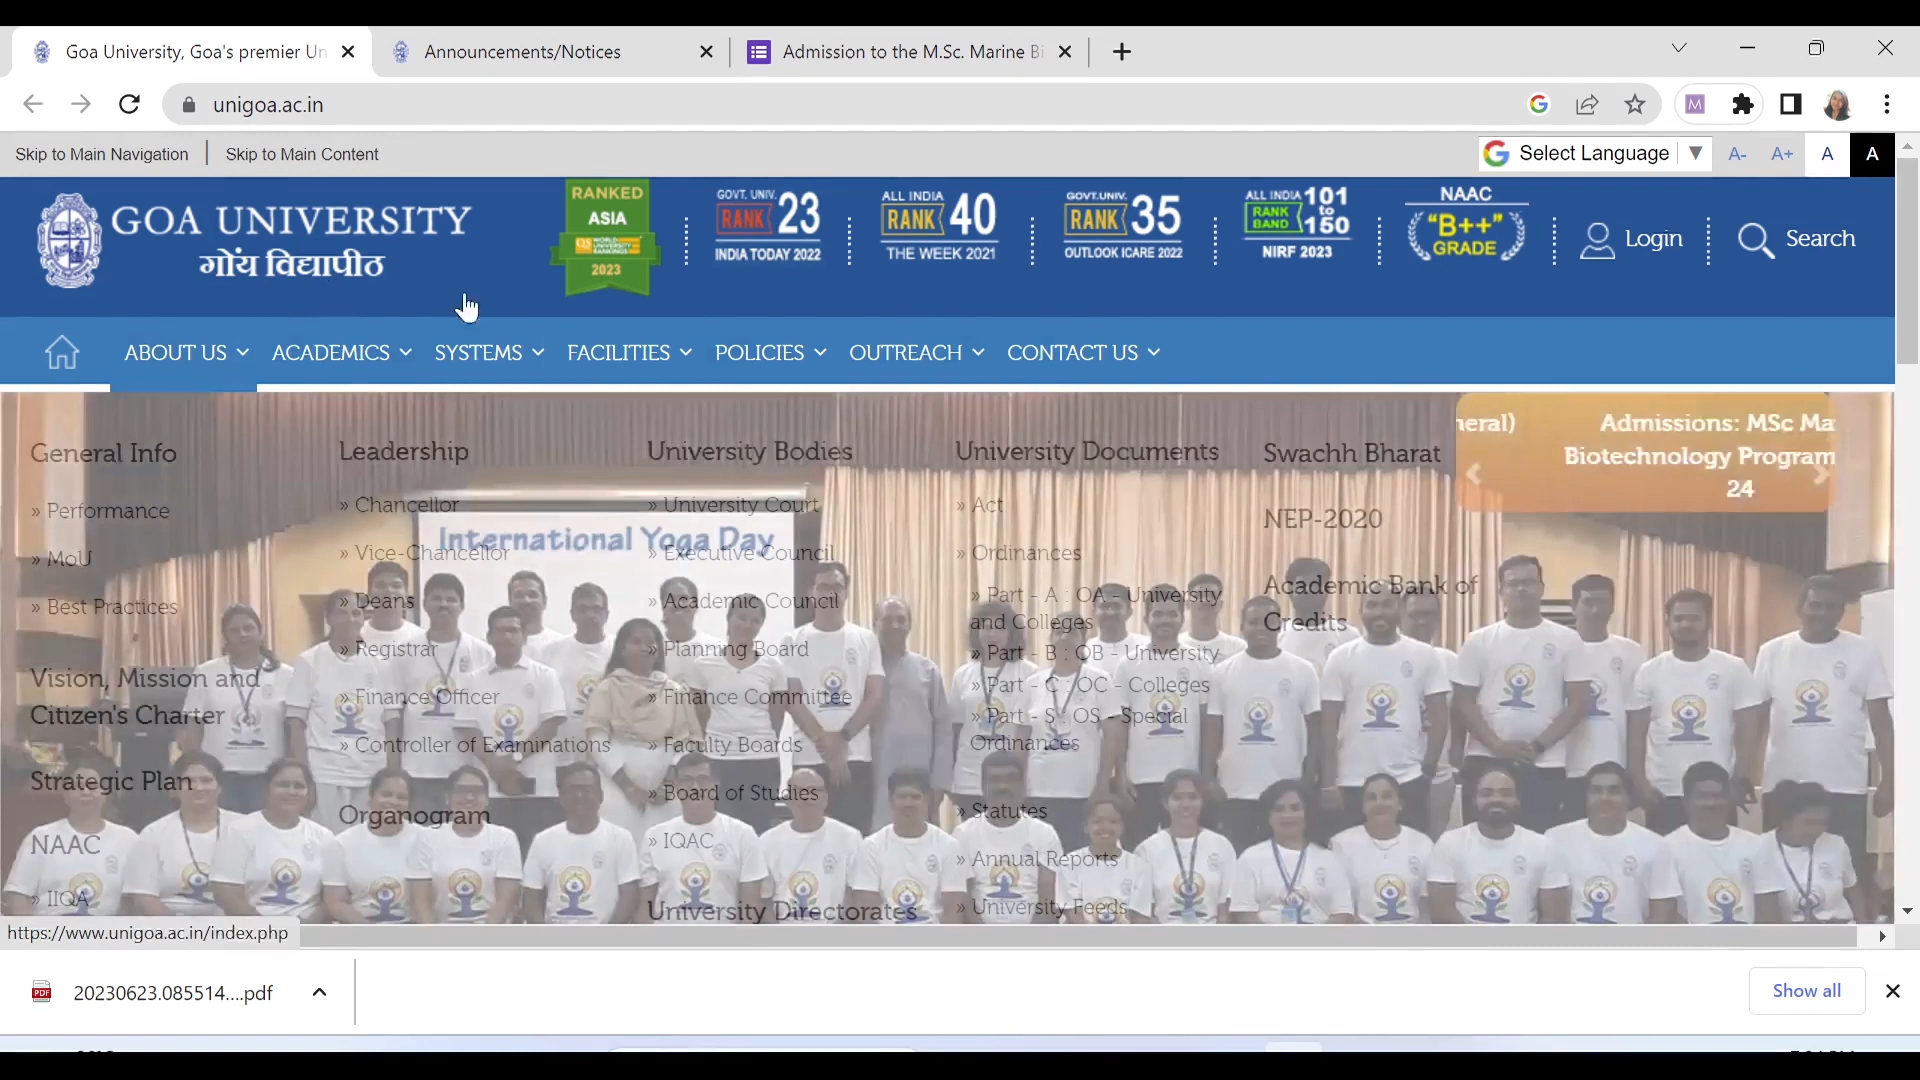 Goa University, Goa's premier Un
Announcements/Notices
Admission to the M.Sc. Marine Bi
unigoa.ac.in
M
Skip to Main Navigation
Skip to Main Content
Select Language
A-
A+
A
A
GOA UNIVERSITY
गोंय विद्यापीठ
RANKED
ASIA
QS WORLD UNIVERSITY RANKINGS
2023
GOVT. UNIV.
RANK 23
INDIA TODAY 2022
ALL INDIA
RANK 40
THE WEEK 2021
GOVT.UNIV.
RANK 35
OUTLOOK ICARE 2022
ALL INDIA
RANK BAND
101 to 150
NIRF 2023
NAAC
"B++"
GRADE
Login
Search
ABOUT US
ACADEMICS
SYSTEMS
FACILITIES
POLICIES
OUTREACH
CONTACT US
General Info
» Performance
» MoU
» Best Practices
Vision, Mission and
Citizen's Charter
Strategic Plan
NAAC
» IIQA
Leadership
» Chancellor
» Vice-Chancellor
» Deans
» Registrar
» Finance Officer
» Controller of Examinations
Organogram
International Yoga Day
University Bodies
» University Court
» Executive Council
» Academic Council
» Planning Board
» Finance Committee
» Faculty Boards
» Board of Studies
» IQAC
University Directorates
University Documents
» Act
» Ordinances
» Part - A : OA - University
and Colleges
» Part - B : OB - University
» Part - C : OC - Colleges
» Part - S : OS - Special
Ordinances
» Statutes
» Annual Reports
» University Feeds
Swachh Bharat
NEP-2020
Academic Bank of
Credits
neral)
Admissions: MSc Ma
Biotechnology Program
24
https://www.unigoa.ac.in/index.php
PDF
20230623.085514....pdf
Show all